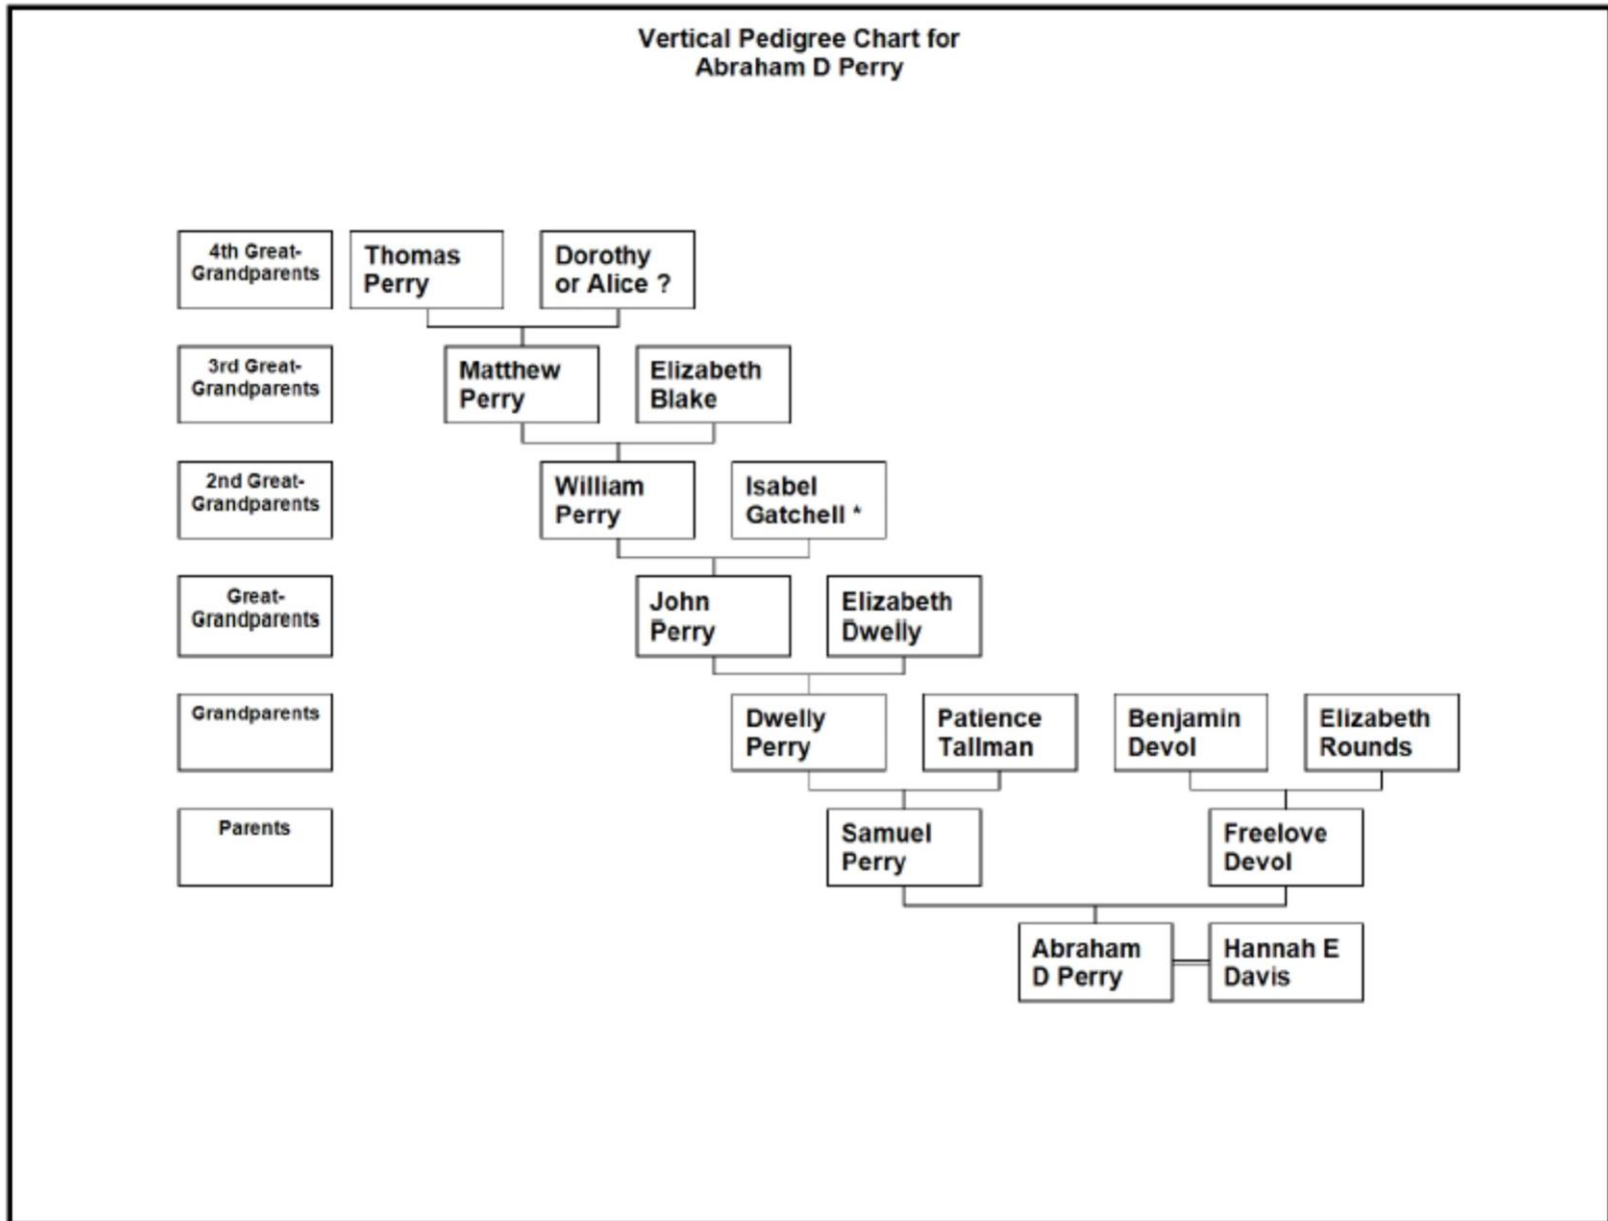 Vertical Pedigree Chart for
Abraham D Perry
4th Great-
Grandparents
Thomas
Perry
Dorothy
or Alice ?
3rd Great-
Grandparents
Matthew
Perry
Elizabeth
Blake
2nd Great-
Grandparents
William
Perry
Isabel
Gatchell *
Great-
Grandparents
John
Perry
Elizabeth
Dwelly
Grandparents
Dwelly
Perry
Patience
Tallman
Benjamin
Devol
Elizabeth
Rounds
Parents
Samuel
Perry
Freelove
Devol
Abraham
D Perry
Hannah E
Davis